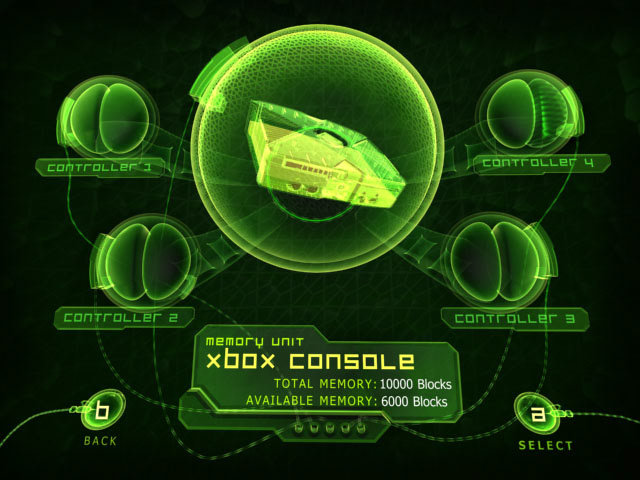 controller 1
controller 4
controller 2
controller 3
memory unit
xbox console
TOTAL MEMORY: 10000 Blocks
AVAILABLE MEMORY: 6000 Blocks
b
BACK
a
SELECT